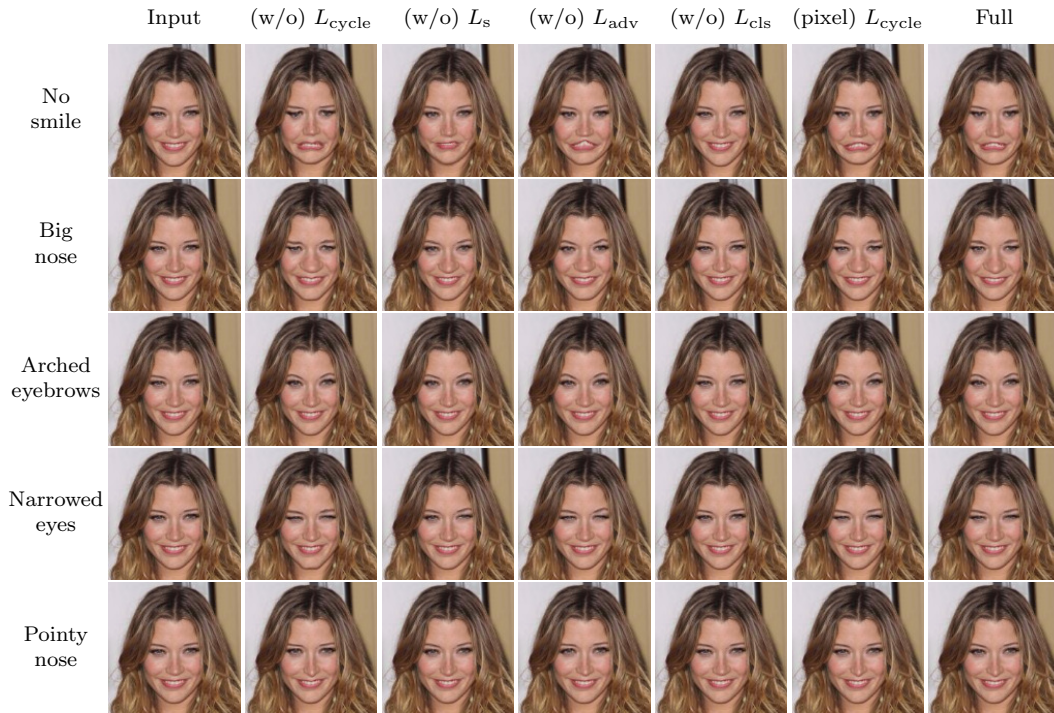 Input (w/o) L_cycle (w/o) L_s (w/o) L_adv (w/o) L_cls (pixel) L_cycle Full
No
smile
Big
nose
Arched
eyebrows
Narrowed
eyes
Pointy
nose